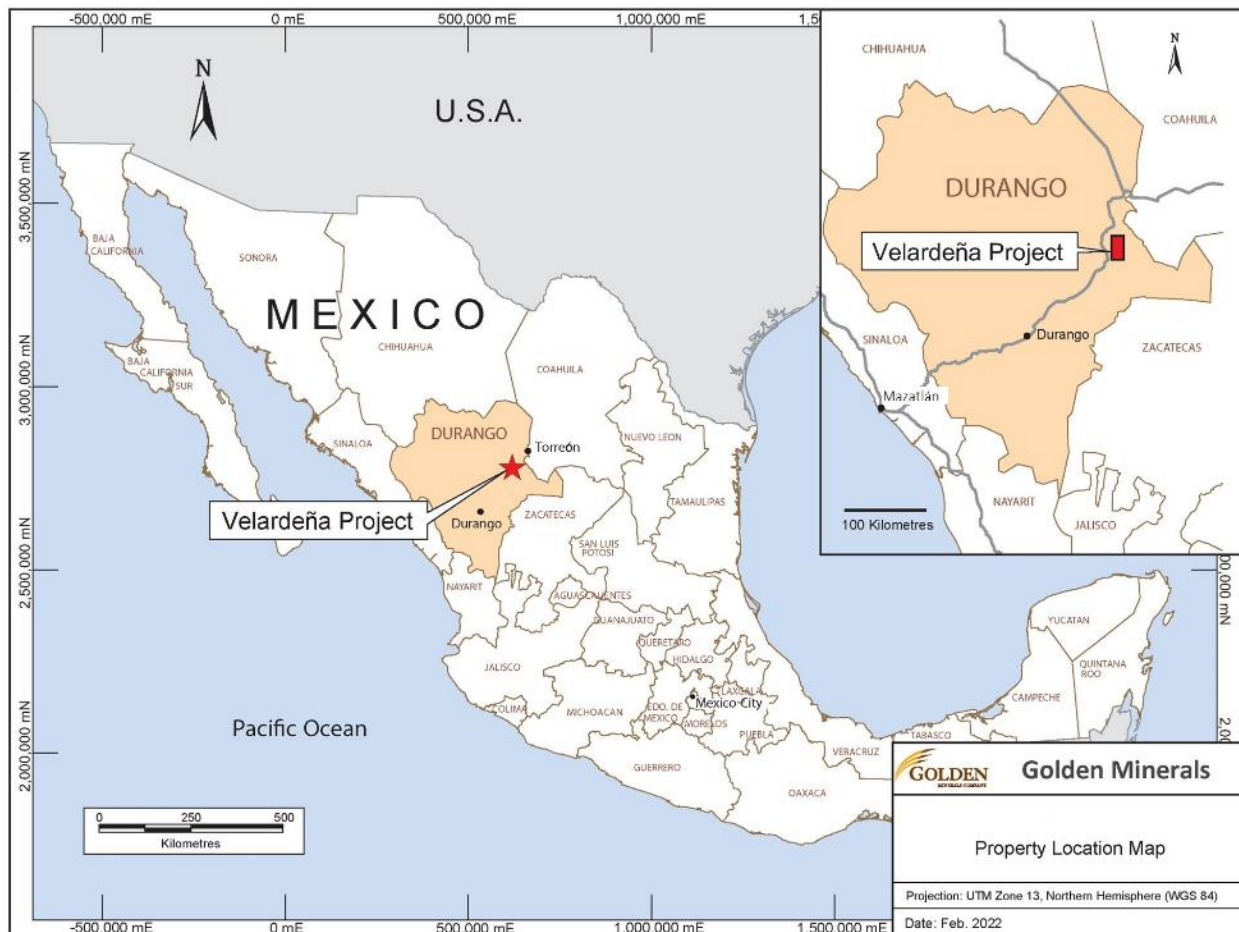 -500,000 mE
0 mE
500,000 mE
1,000,000 mE
3,500,000 mN
3,000,000 mN
2,500,000 mN
2,000,000 mN
N
U.S.A.
MEXICO
BAJA
CALIFORNIA
SONORA
CHIHUAHUA
COAHUILA
BAJA
CALIFORNIA
SUR
SINALOA
DURANGO
Torreón
NUEVO LEON
TAMAULIPAS
Velardeña Project
Durango
ZACATECAS
SAN LUIS
POTOSI
NAYARIT
AGUASCALIENTES
GUANAJUATO
QUERETARO
HIDALGO
JALISCO
COLIMA
MICHOACAN
EDO. DE
MEXICO
Mexico City
TLAXCALA
MORELOS
PUEBLA
VERACRUZ
GUERRERO
OAXACA
TABASCO
CAMPECHE
YUCATAN
QUINTANA
ROO
Pacific Ocean
0 250 500
Kilometres
-500,000 mE
0 mE
500,000 mE
1,000,000 mE
1,500,000
CHIHUAHUA
N
COAHUILA
DURANGO
Velardeña Project
SINALOA
Durango
ZACATECAS
Mazatlán
NAYARIT
JALISCO
100 Kilometres
GOLDEN
MINERALS COMPANY
Golden Minerals
Property Location Map
Projection: UTM Zone 13, Northern Hemisphere (WGS 84)
Date: Feb. 2022